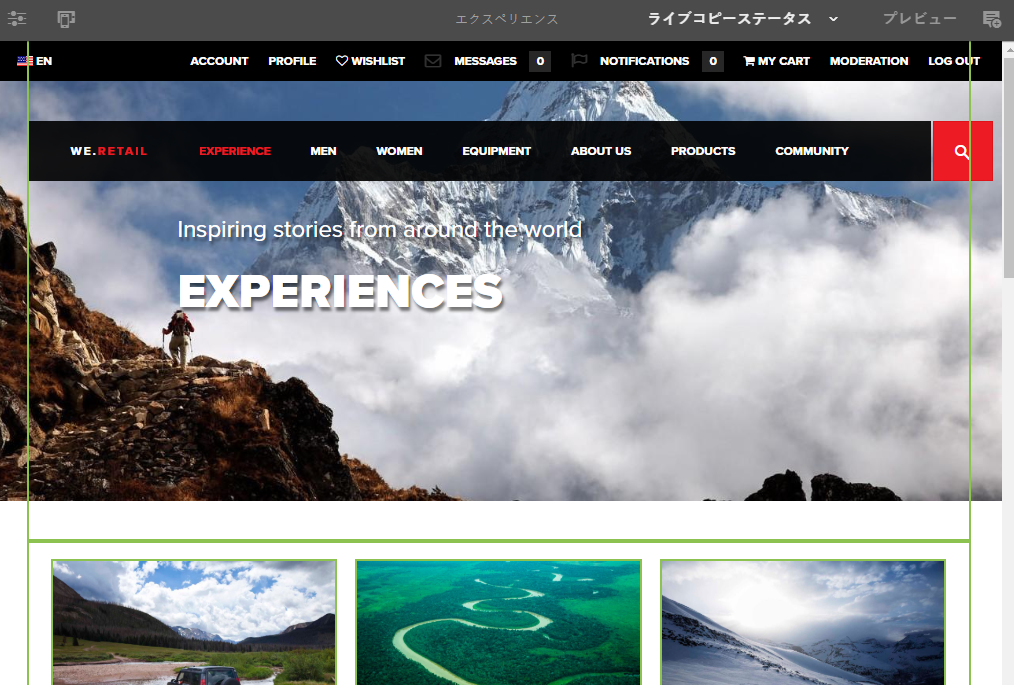 エクスペリエンス ライブコピーステータス プレビュー
EN ACCOUNT PROFILE WISHLIST MESSAGES 0 NOTIFICATIONS 0 MY CART MODERATION LOG OUT
WE.RETAIL EXPERIENCE MEN WOMEN EQUIPMENT ABOUT US PRODUCTS COMMUNITY
Inspiring stories from around the world
EXPERIENCES